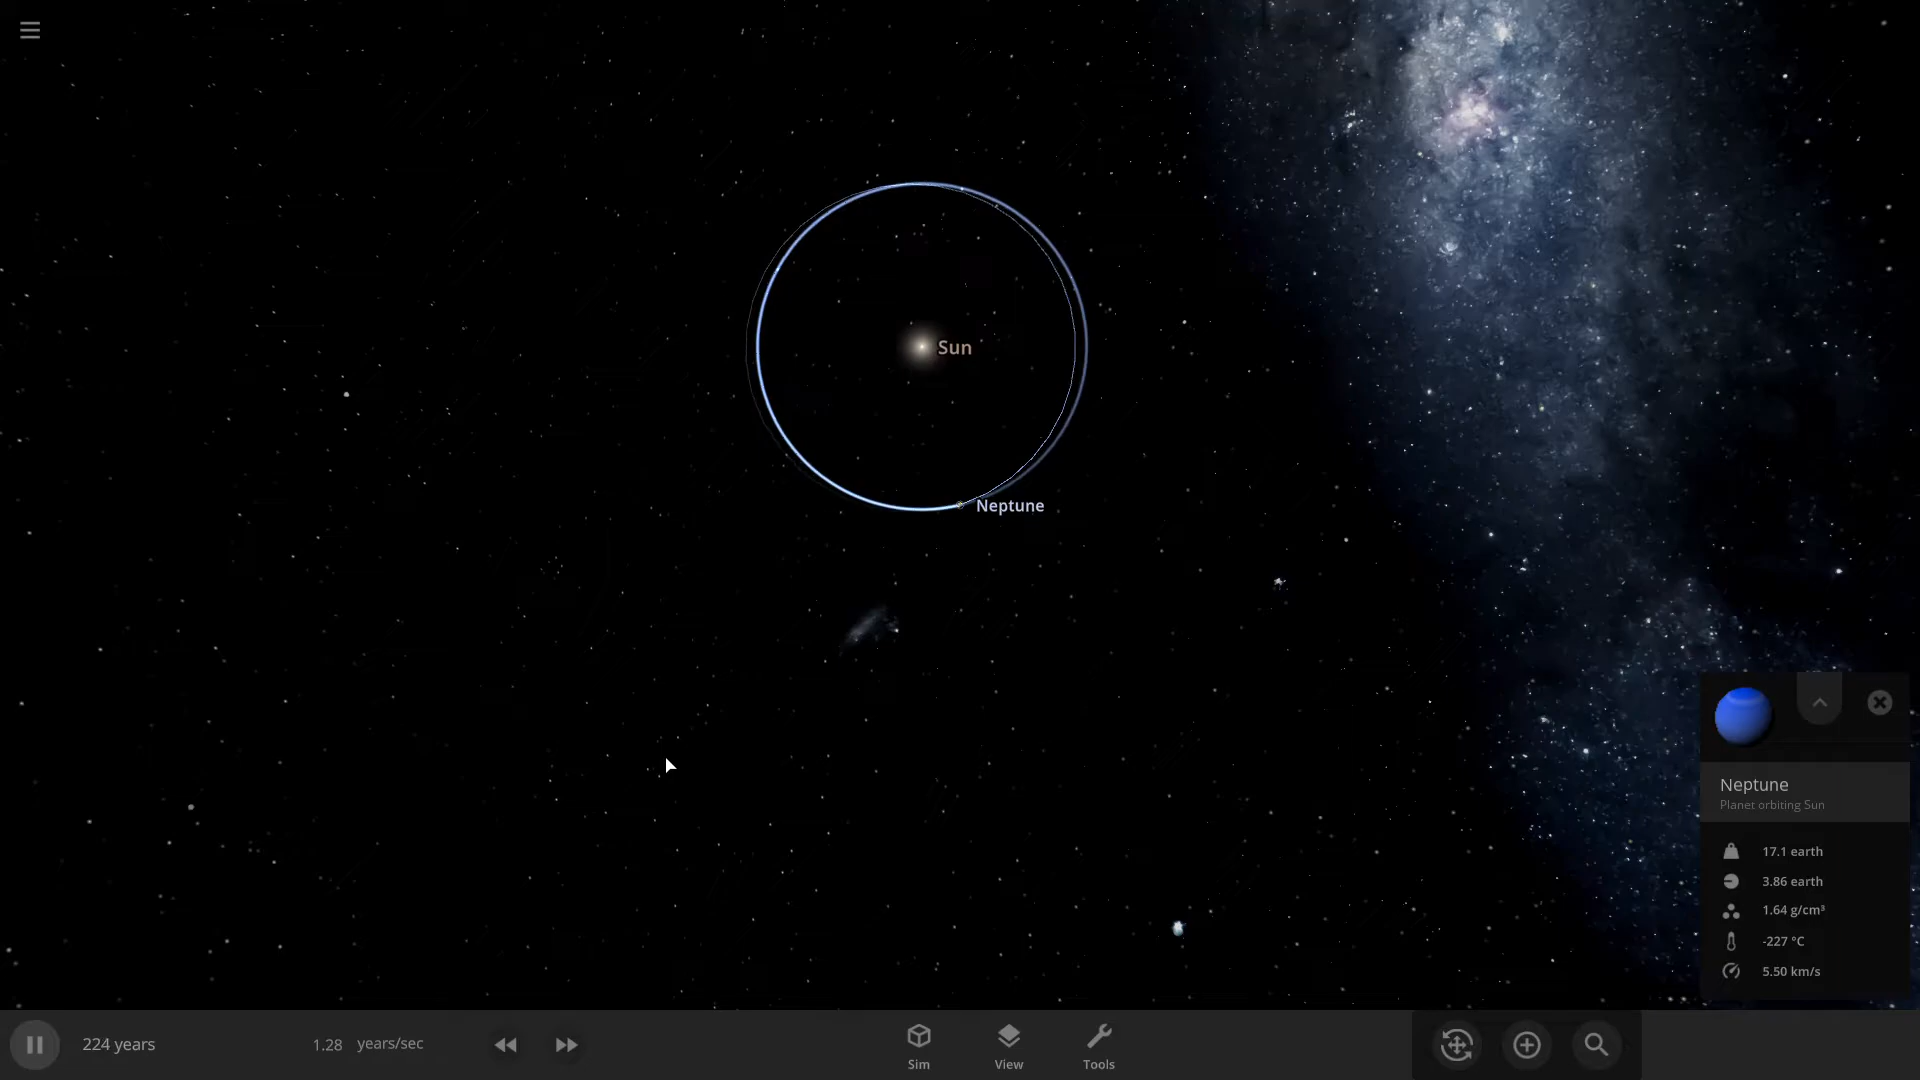 Sun
Neptune
Neptune
Planet orbiting Sun
17.1 earth
3.86 earth
1.64 g/cm³
-227 °C
5.50 km/s
224 years
1.28 years/sec
Sim
View
Tools